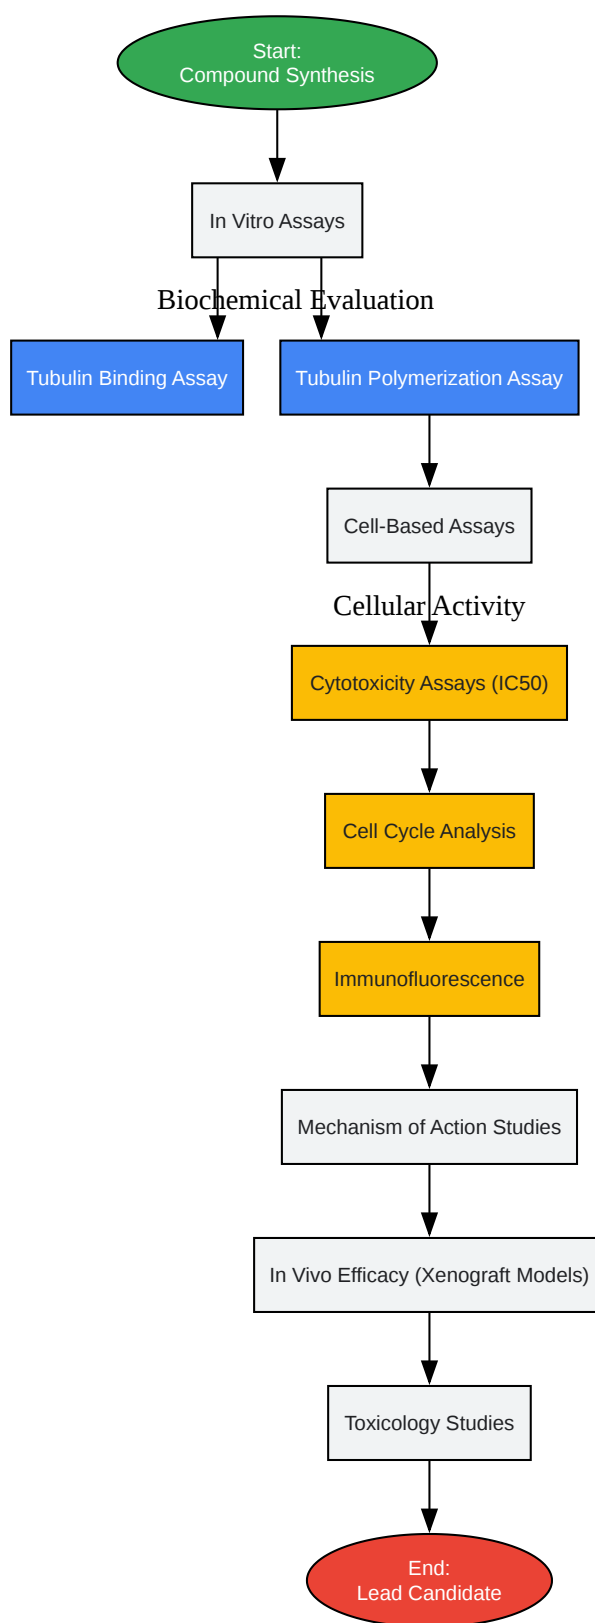 Start:
Compound Synthesis
In Vitro Assays
Biochemical Evaluation
Tubulin Binding Assay
Tubulin Polymerization Assay
Cell-Based Assays
Cellular Activity
Cytotoxicity Assays (IC50)
Cell Cycle Analysis
Immunofluorescence
Mechanism of Action Studies
In Vivo Efficacy (Xenograft Models)
Toxicology Studies
End:
Lead Candidate